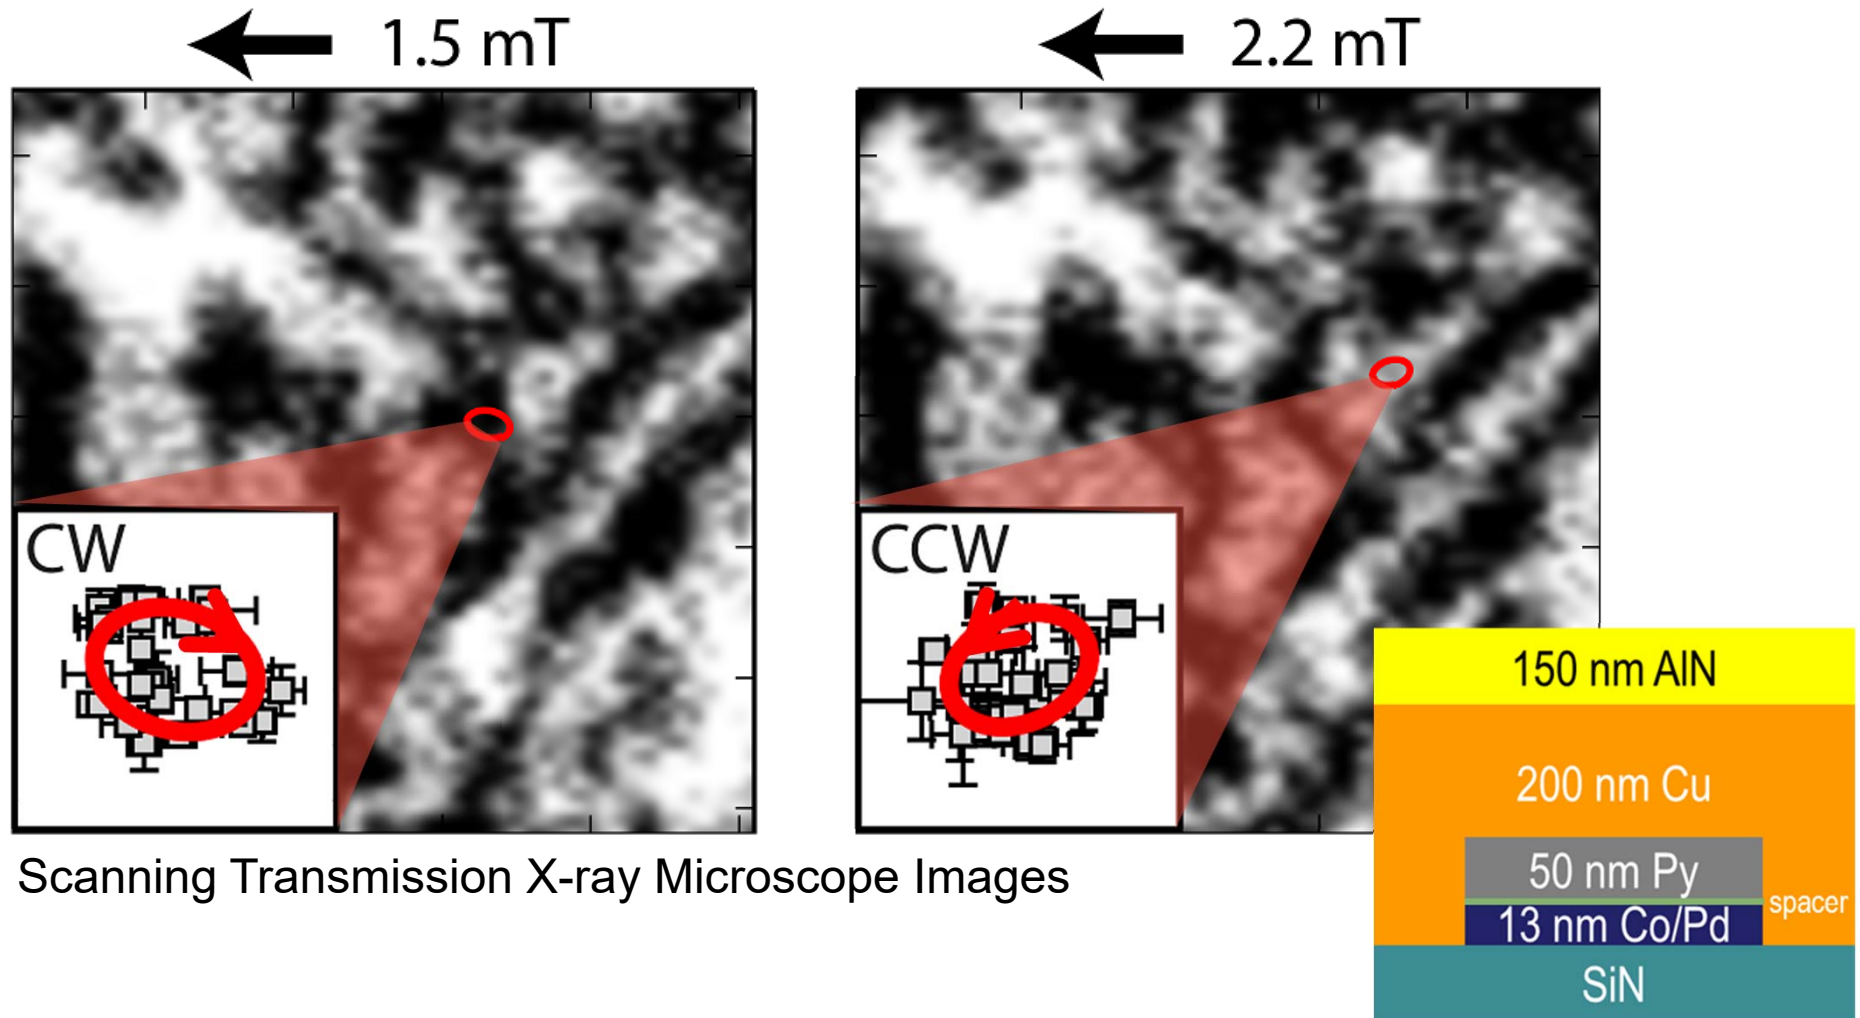 1.5 mT
2.2 mT
CW
CCW
Scanning Transmission X-ray Microscope Images
150 nm AlN
200 nm Cu
50 nm Py
spacer
13 nm Co/Pd
SiN